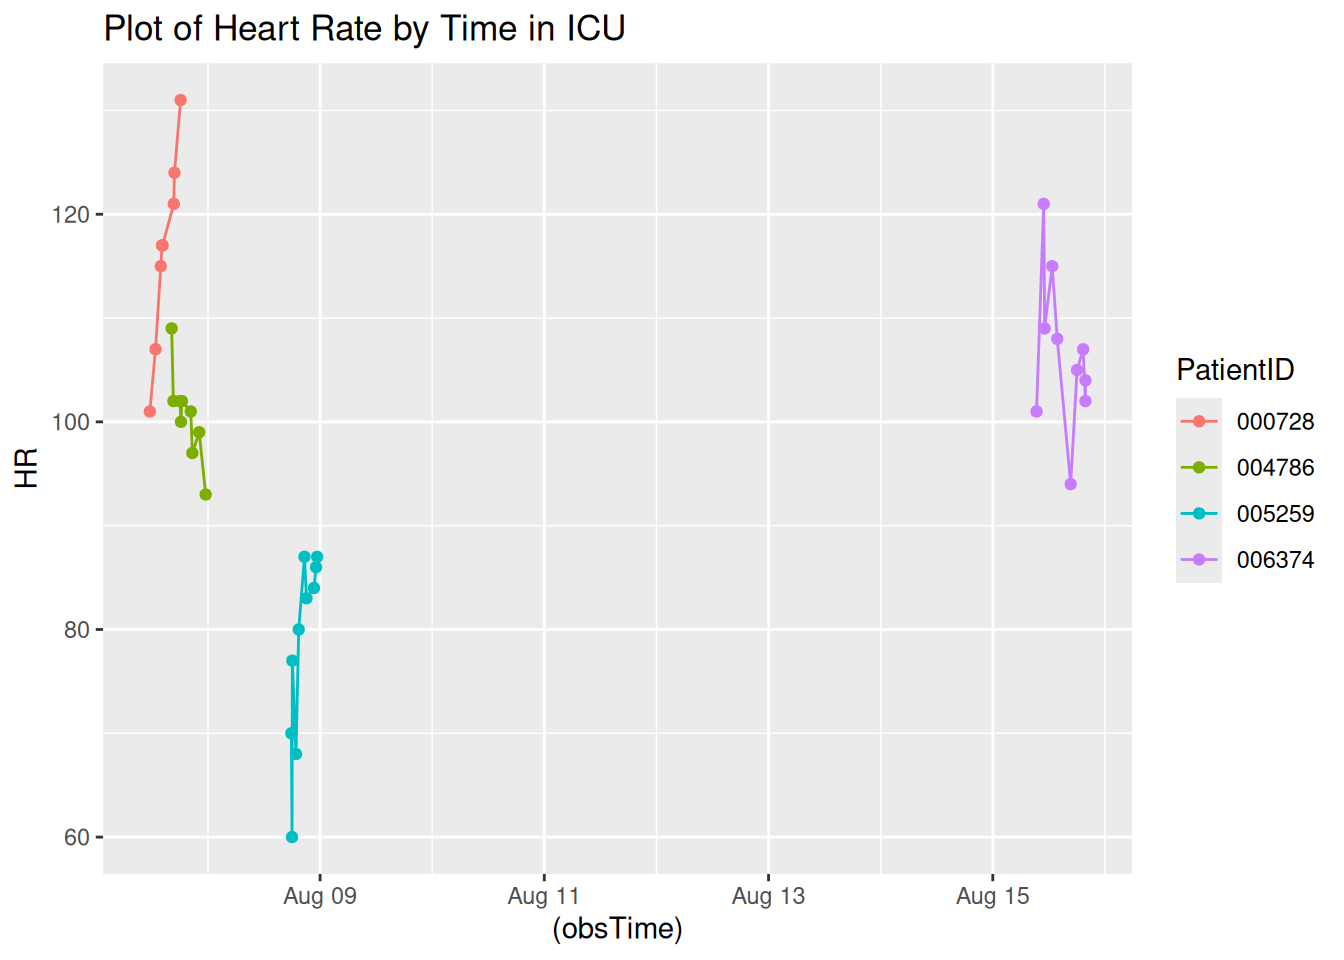 Plot of Heart Rate by Time in ICU
HR
120
100
80
60
Aug 09 Aug 11 Aug 13 Aug 15
(obsTime)
PatientID
000728
004786
005259
006374